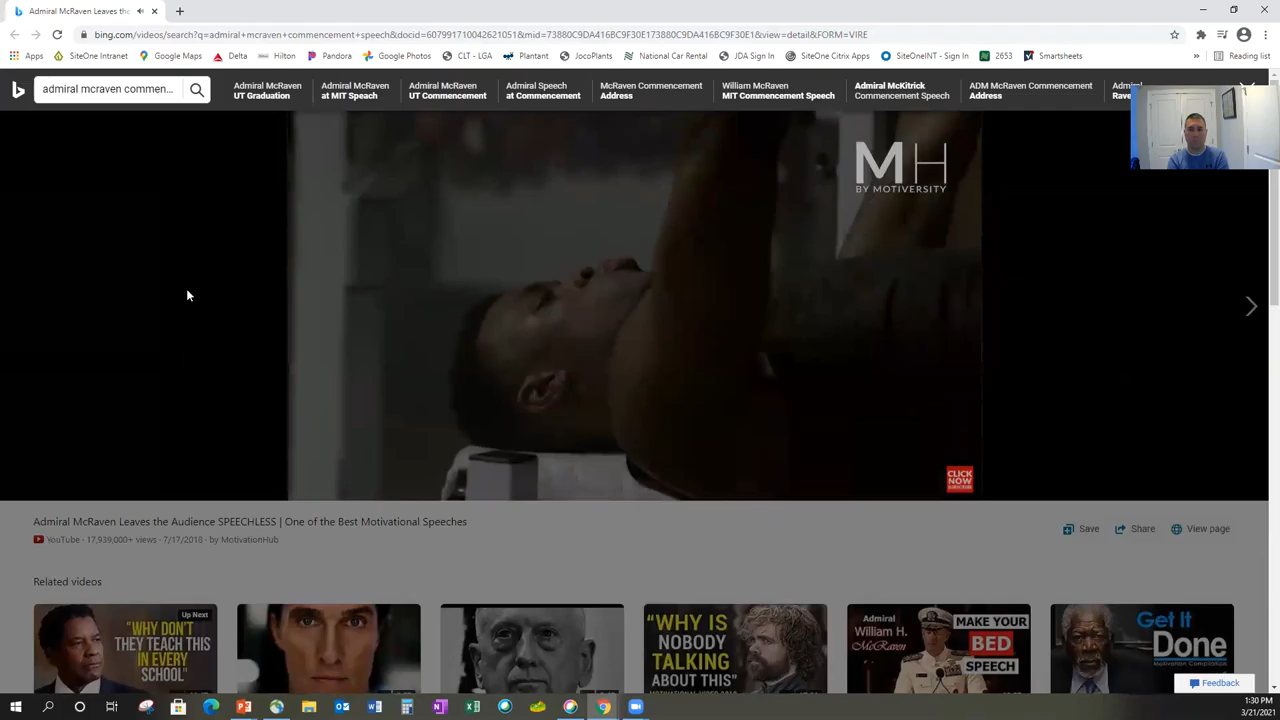 Admiral McRaven Leaves the
bing.com/videos/search?q=admiral+mcraven+commencement+speech&docid=607991710042621051&mid=73880C9DA416BC9F30E173880C9DA416BC9F30E1&view=detail&FORM=VIRE
Apps SiteOne Intranet Google Maps Delta Hilton Pandora Google Photos CLT - LGA Plantspec JocoPlants National Car Rental JDA Sign In SiteOne Citrix Apps SiteOneINT - Sign In 2653 Smartsheets » Reading list
admiral mcraven commen...
Admiral McRaven
UT Graduation
Admiral McRaven
at MIT Speach
Admiral McRaven
UT Commencement
Admiral Speech
at Commencement
McRaven Commencement
Address
William McRaven
MIT Commencement Speech
Admiral McKitrick
Commencement Speech
ADM McRaven Commencement
Address
MH
BY MOTIVERSITY
CLICK
NOW
SUBSCRIBE
Admiral McRaven Leaves the Audience SPEECHLESS | One of the Best Motivational Speeches
YouTube · 17,939,000+ views · 7/17/2018 · by MotivationHub
Save Share View page
Related videos
Up Next
"WHY DON'T
THEY TEACH THIS
IN EVERY
SCHOOL"
"WHY IS
NOBODY
TALKING
ABOUT THIS"
Admiral
William H.
McRaven
MAKE YOUR
BED
SPEECH
Get It
Done
Motivation Compilation
Feedback
1:30 PM
3/21/2021